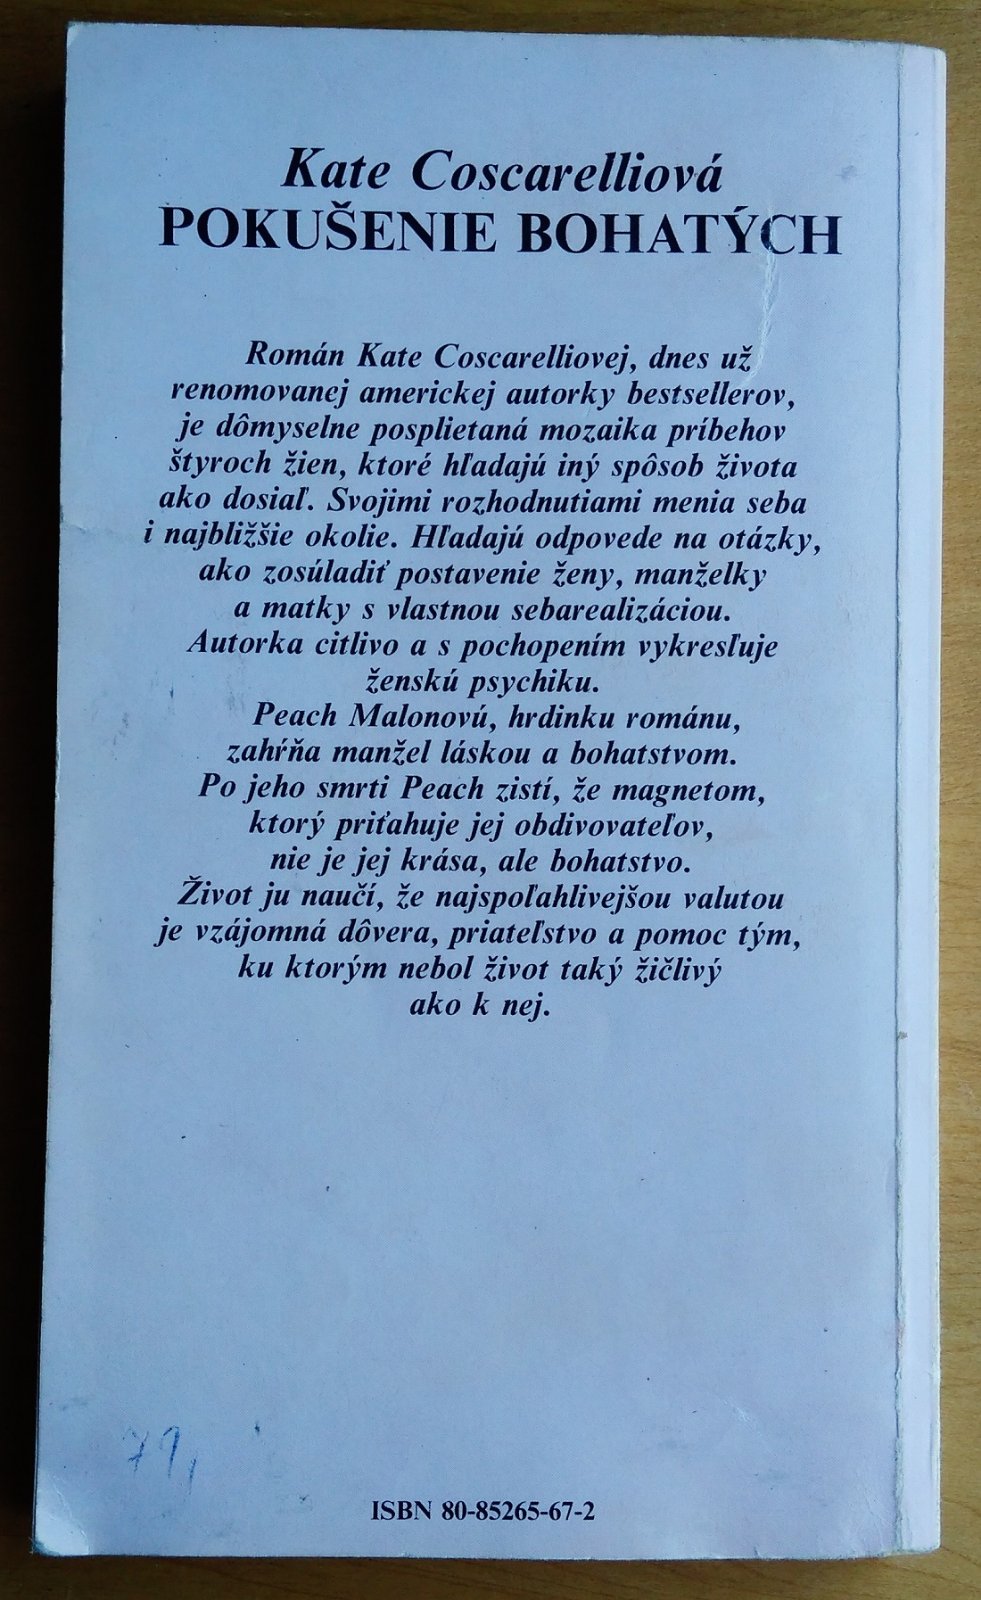 Kate Coscarelliová
POKUŠENIE BOHATÝCH
Román Kate Coscarelliovej, dnes už
renomovanej americkej autorky bestsellerov,
je dômyselne posplietaná mozaika príbehov
štyroch žien, ktoré hľadajú iný spôsob života
ako dosiaľ. Svojimi rozhodnutiami menia seba
i najbližšie okolie. Hľadajú odpovede na otázky,
ako zosúladiť postavenie ženy, manželky
a matky s vlastnou sebarealizáciou.
Autorka citlivo a s pochopením vykresľuje
ženskú psychiku.
Peach Malonovú, hrdinku románu,
zahŕňa manžel láskou a bohatstvom.
Po jeho smrti Peach zistí, že magnetom,
ktorý priťahuje jej obdivovateľov,
nie je jej krása, ale bohatstvo.
Život ju naučí, že najspoľahlivejšou valutou
je vzájomná dôvera, priateľstvo a pomoc tým,
ku ktorým nebol život taký žičlivý
ako k nej.
79,
ISBN 80-85265-67-2